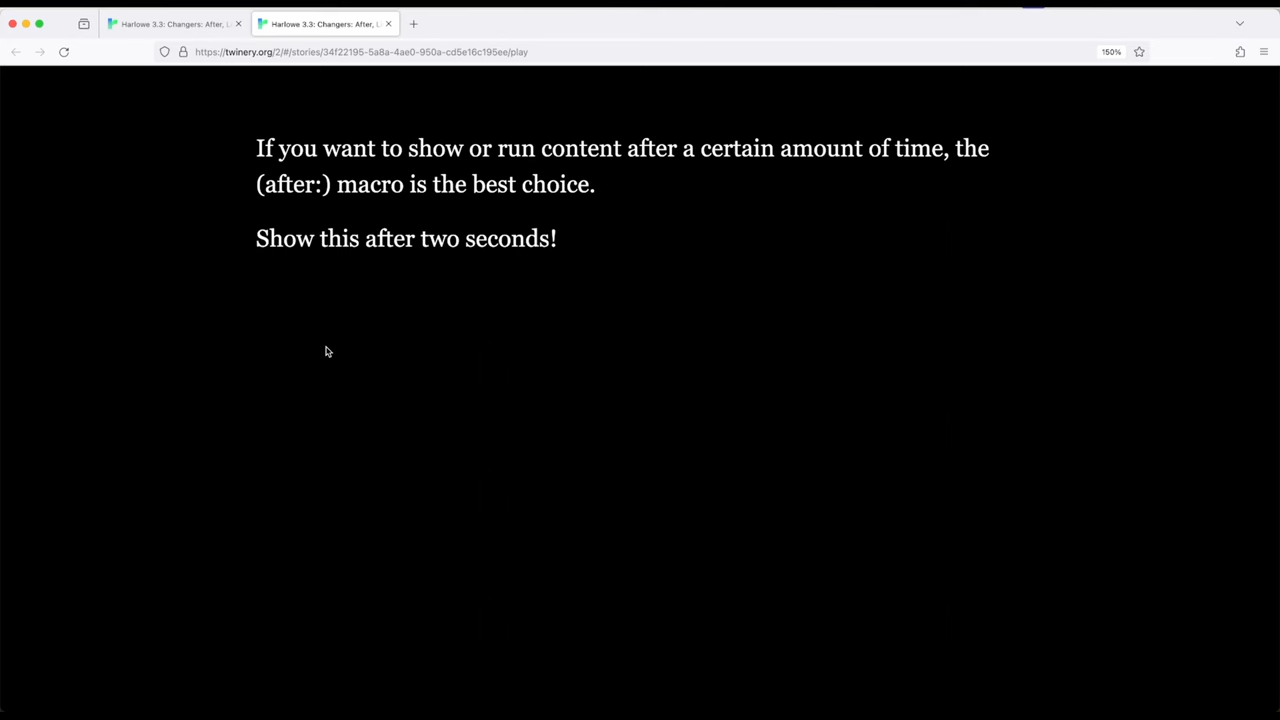 Harlowe 3.3: Changers: After, L
Harlowe 3.3: Changers: After, L
https://twinery.org/2/#/stories/34f22195-5a8a-4ae0-950a-cd5e16c195ee/play
150%
If you want to show or run content after a certain amount of time, the
(after:) macro is the best choice.
Show this after two seconds!